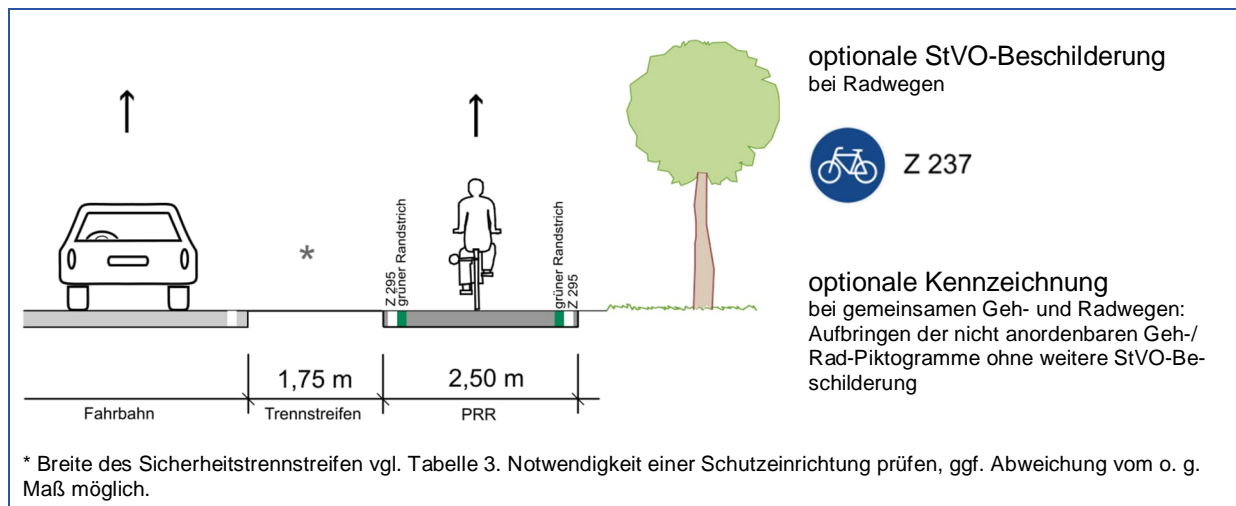 optionale StVO-Beschilderung
bei Radwegen
Z 237
optionale Kennzeichnung
bei gemeinsamen Geh- und Radwegen:
Aufbringen der nicht anordenbaren Geh-/
Rad-Piktogramme ohne weitere StVO-Be-
schilderung
*
Z 295
grüner Randstrich
grüner Randstrich
Z 295
1,75 m
2,50 m
Fahrbahn
Trennstreifen
PRR
* Breite des Sicherheitstrennstreifen vgl. Tabelle 3. Notwendigkeit einer Schutzeinrichtung prüfen, ggf. Abweichung vom o. g.
Maß möglich.